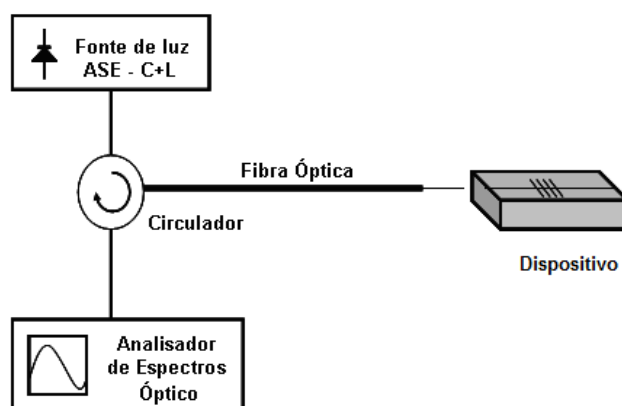 Fonte de luz
ASE - C+L
Fibra Óptica
Circulador
Dispositivo
Analisador
de Espectros
Óptico